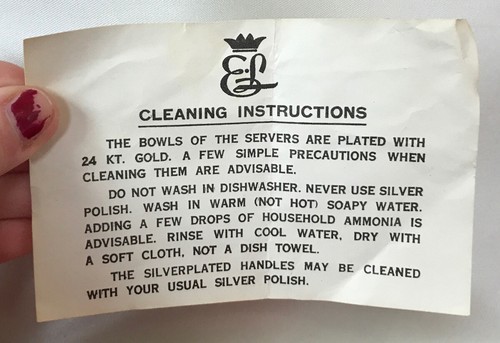 E.L
CLEANING INSTRUCTIONS
THE BOWLS OF THE SERVERS ARE PLATED WITH
24 KT. GOLD. A FEW SIMPLE PRECAUTIONS WHEN
CLEANING THEM ARE ADVISABLE.
DO NOT WASH IN DISHWASHER. NEVER USE SILVER
POLISH. WASH IN WARM (NOT HOT) SOAPY WATER.
ADDING A FEW DROPS OF HOUSEHOLD AMMONIA IS
ADVISABLE. RINSE WITH COOL WATER, DRY WITH
A SOFT CLOTH, NOT A DISH TOWEL.
THE SILVERPLATED HANDLES MAY BE CLEANED
WITH YOUR USUAL SILVER POLISH.